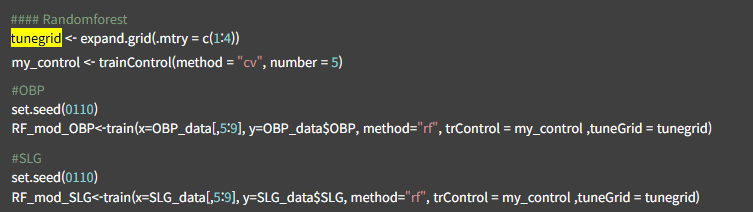 #### Randomforest
tunegrid <- expand.grid(.mtry = c(1:4))
my_control <- trainControl(method = "cv", number = 5)
#OBP
set.seed(0110)
RF_mod_OBP<-train(x=OBP_data[,5:9], y=OBP_data$OBP, method="rf", trControl = my_control ,tuneGrid = tunegrid)
#SLG
set.seed(0110)
RF_mod_SLG<-train(x=SLG_data[,5:9], y=SLG_data$SLG, method="rf", trControl = my_control ,tuneGrid = tunegrid)